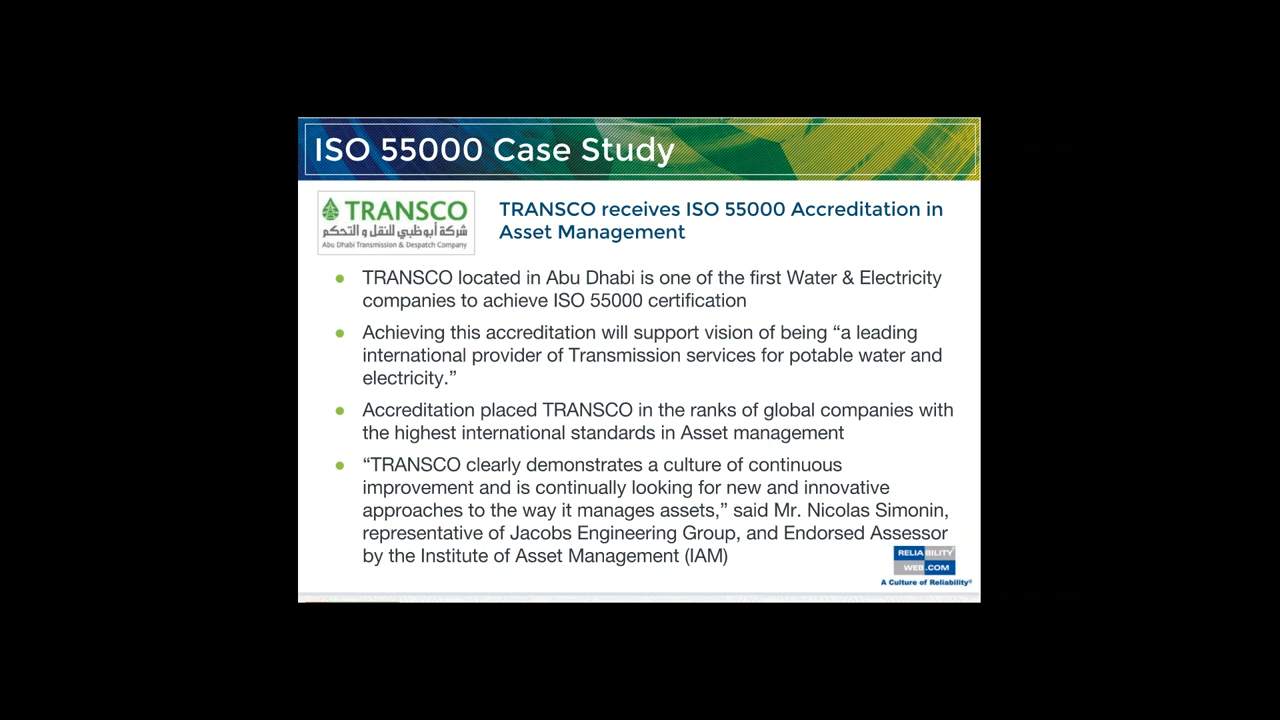 ISO 55000 Case Study
TRANSCO
شركة أبوظبي للنقل و التحكم
Abu Dhabi Transmission & Despatch Company
TRANSCO receives ISO 55000 Accreditation in
Asset Management
● TRANSCO located in Abu Dhabi is one of the first Water & Electricity
companies to achieve ISO 55000 certification
● Achieving this accreditation will support vision of being “a leading
international provider of Transmission services for potable water and
electricity.”
● Accreditation placed TRANSCO in the ranks of global companies with
the highest international standards in Asset management
● “TRANSCO clearly demonstrates a culture of continuous
improvement and is continually looking for new and innovative
approaches to the way it manages assets,” said Mr. Nicolas Simonin,
representative of Jacobs Engineering Group, and Endorsed Assessor
by the Institute of Asset Management (IAM)
RELIABILITY
WEB.COM
A Culture of Reliability®